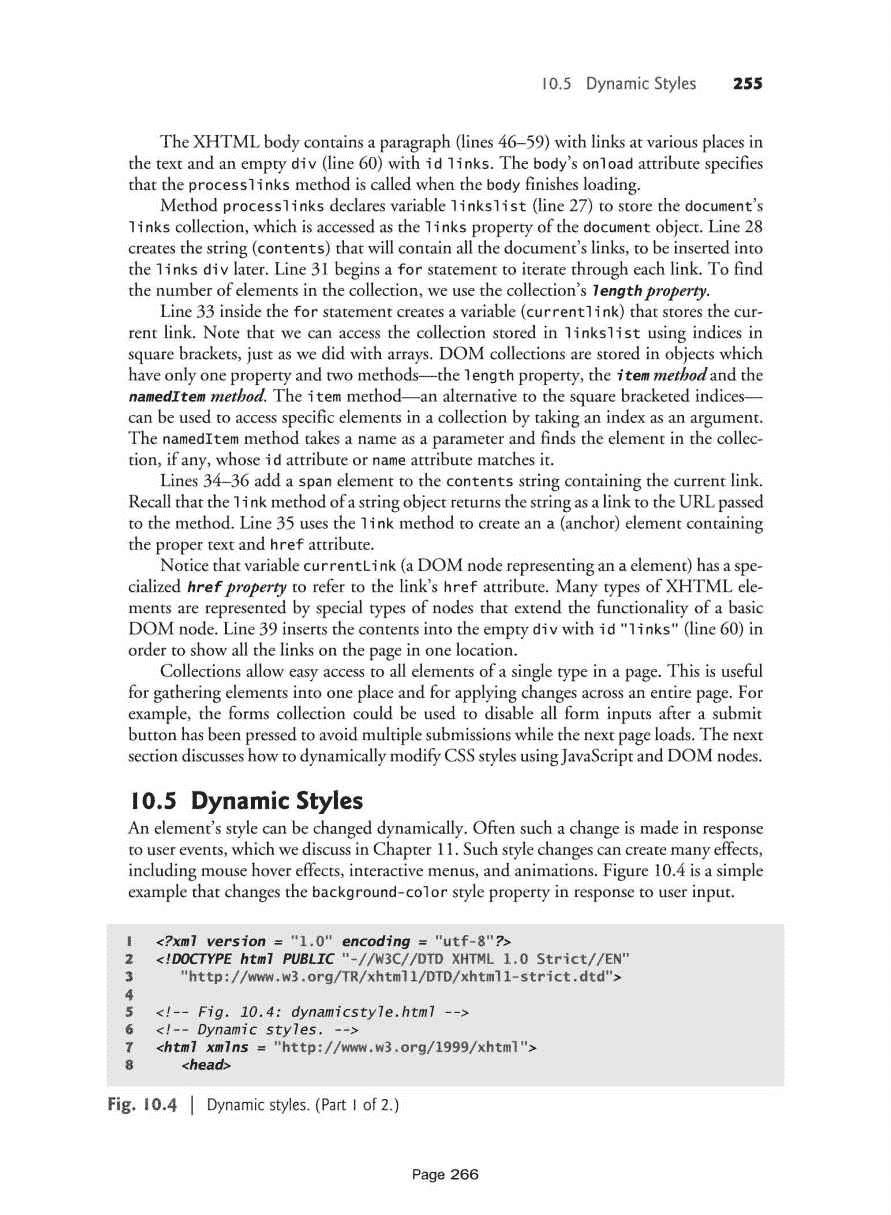 10.5 Dynamic Styles 255
The XHTML body contains a paragraph (lines 46–59) with links at various places in
the text and an empty div (line 60) with id links. The body's onload attribute specifies
that the processlinks method is called when the body finishes loading.
Method processlinks declares variable linkslist (line 27) to store the document's
links collection, which is accessed as the links property of the document object. Line 28
creates the string (contents) that will contain all the document's links, to be inserted into
the links div later. Line 31 begins a for statement to iterate through each link. To find
the number of elements in the collection, we use the collection's length property.
Line 33 inside the for statement creates a variable (currentlink) that stores the cur-
rent link. Note that we can access the collection stored in linkslist using indices in
square brackets, just as we did with arrays. DOM collections are stored in objects which
have only one property and two methods—the length property, the item method and the
namedItem method. The item method—an alternative to the square bracketed indices—
can be used to access specific elements in a collection by taking an index as an argument.
The namedItem method takes a name as a parameter and finds the element in the collec-
tion, if any, whose id attribute or name attribute matches it.
Lines 34–36 add a span element to the contents string containing the current link.
Recall that the link method of a string object returns the string as a link to the URL passed
to the method. Line 35 uses the link method to create an a (anchor) element containing
the proper text and href attribute.
Notice that variable currentLink (a DOM node representing an a element) has a spe-
cialized href property to refer to the link's href attribute. Many types of XHTML ele-
ments are represented by special types of nodes that extend the functionality of a basic
DOM node. Line 39 inserts the contents into the empty div with id "links" (line 60) in
order to show all the links on the page in one location.
Collections allow easy access to all elements of a single type in a page. This is useful
for gathering elements into one place and for applying changes across an entire page. For
example, the forms collection could be used to disable all form inputs after a submit
button has been pressed to avoid multiple submissions while the next page loads. The next
section discusses how to dynamically modify CSS styles using JavaScript and DOM nodes.
10.5 Dynamic Styles
An element's style can be changed dynamically. Often such a change is made in response
to user events, which we discuss in Chapter 11. Such style changes can create many effects,
including mouse hover effects, interactive menus, and animations. Figure 10.4 is a simple
example that changes the background-color style property in response to user input.
1 <?xml version = "1.0" encoding = "utf-8"?>
2 <!DOCTYPE html PUBLIC "-//W3C//DTD XHTML 1.0 Strict//EN"
3 "http://www.w3.org/TR/xhtml1/DTD/xhtml1-strict.dtd">
4
5 <!-- Fig. 10.4: dynamicstyle.html -->
6 <!-- Dynamic styles. -->
7 <html xmlns = "http://www.w3.org/1999/xhtml">
8 <head>
Fig. 10.4 | Dynamic styles. (Part 1 of 2.)
Page 266